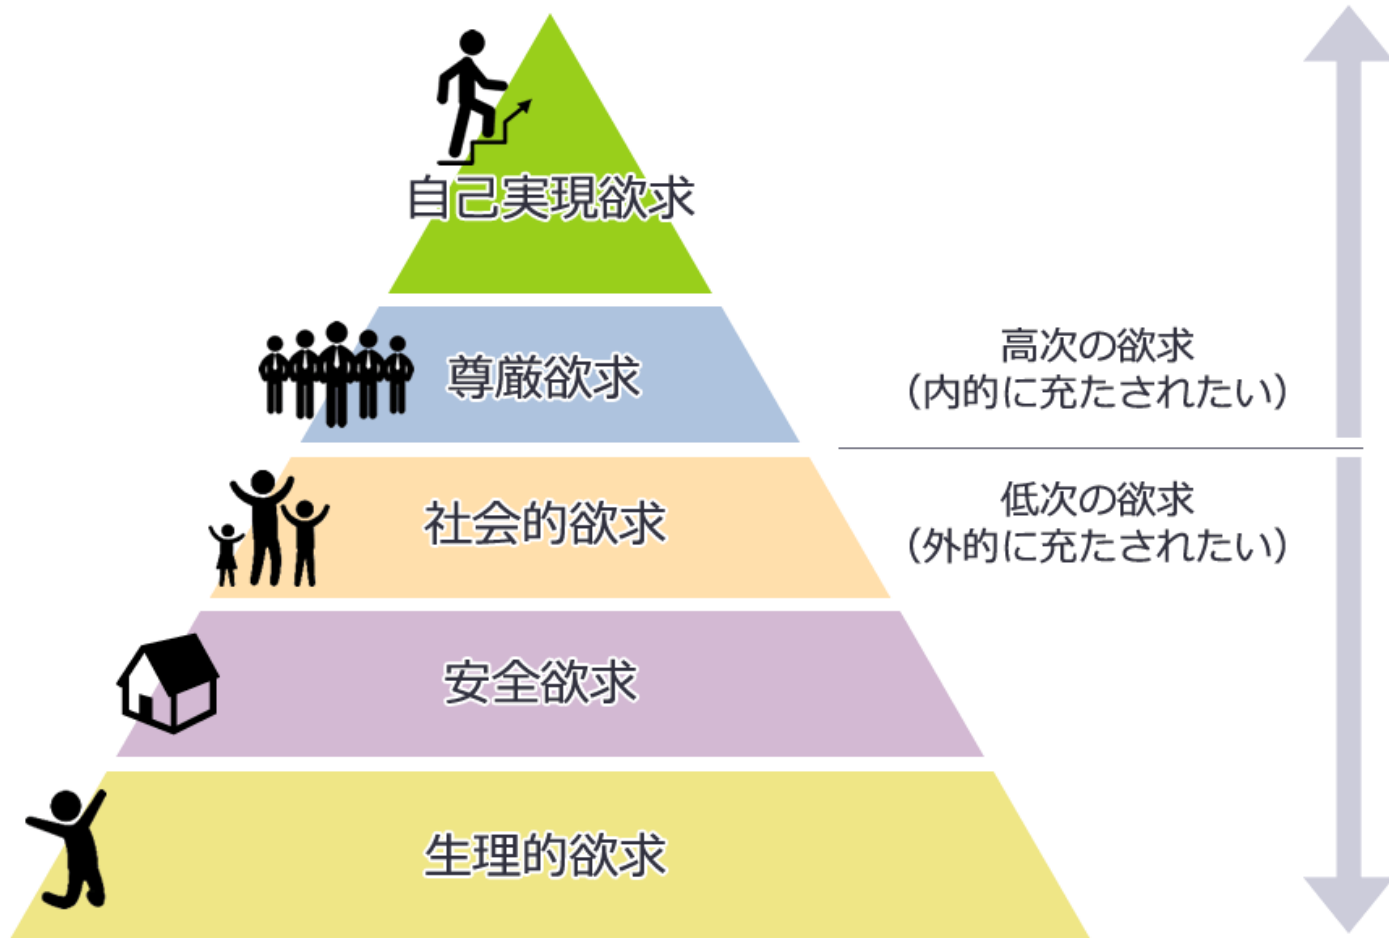 自己実現欲求
尊厳欲求
高次の欲求
（内的に充たされたい）
社会的欲求
低次の欲求
（外的に充たされたい）
安全欲求
生理的欲求